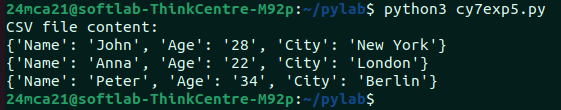 24mca21@softlab-ThinkCentre-M92p:~/pylab$ python3 cy7exp5.py
CSV file content:
{'Name': 'John', 'Age': '28', 'City': 'New York'}
{'Name': 'Anna', 'Age': '22', 'City': 'London'}
{'Name': 'Peter', 'Age': '34', 'City': 'Berlin'}
24mca21@softlab-ThinkCentre-M92p:~/pylab$